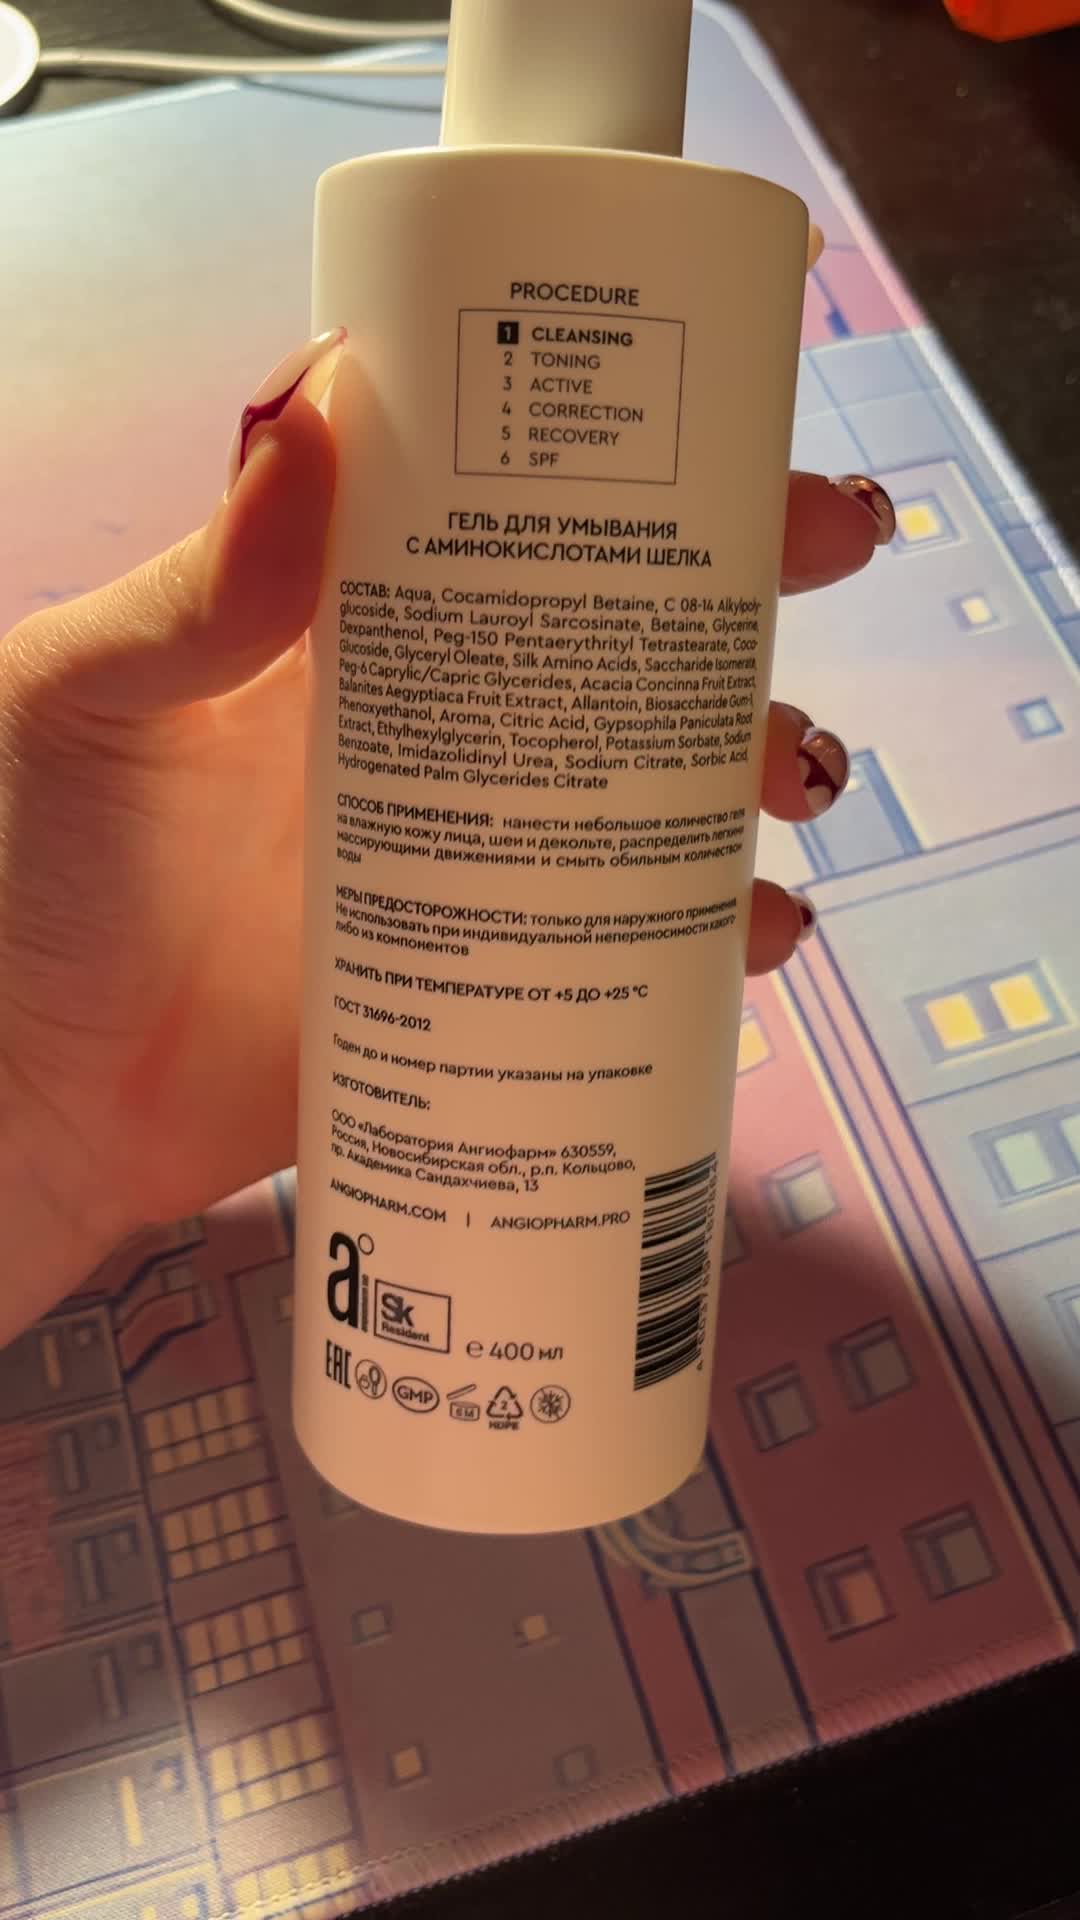 PROCEDURE
1 CLEANSING
2 TONING
3 ACTIVE
4 CORRECTION
5 RECOVERY
6 SPF
ГЕЛЬ ДЛЯ УМЫВАНИЯ
С АМИНОКИСЛОТАМИ ШЕЛКА
СОСТАВ: Aqua, Cocamidopropyl Betaine, C 08-14 Alkylpoly-
glucoside, Sodium Lauroyl Sarcosinate, Betaine, Glycerine,
Dexpanthenol, Peg-150 Pentaerythrityl Tetrastearate, Coco-
Glucoside, Glyceryl Oleate, Silk Amino Acids, Saccharide Isomerate,
Peg-6 Caprylic/Capric Glycerides, Acacia Concinna Fruit Extract,
Balanites Aegyptiaca Fruit Extract, Allantoin, Biosaccharide Gum-1,
Phenoxyethanol, Aroma, Citric Acid, Gypsophila Paniculata Root
Extract, Ethylhexylglycerin, Tocopherol, Potassium Sorbate, Sodium
Benzoate, Imidazolidinyl Urea, Sodium Citrate, Sorbic Acid,
Hydrogenated Palm Glycerides Citrate
СПОСОБ ПРИМЕНЕНИЯ: нанести небольшое количество геля
на влажную кожу лица, шеи и декольте, распределить легкими
массирующими движениями и смыть обильным количеством
воды
МЕРЫ ПРЕДОСТОРОЖНОСТИ: только для наружного применения.
Не использовать при индивидуальной непереносимости какого-
либо из компонентов
ХРАНИТЬ ПРИ ТЕМПЕРАТУРЕ ОТ +5 ДО +25 °C
ГОСТ 31696-2012
Годен до и номер партии указаны на упаковке
ИЗГОТОВИТЕЛЬ:
ООО «Лаборатория Ангиофарм» 630559,
Россия, Новосибирская обл., р.п. Кольцово,
пр. Академика Сандахчиева, 13
ANGIOPHARM.COM | ANGIOPHARM.PRO
a°
Sk
Resident
℮ 400 мл
EAC
GMP
6M
2
HDPE